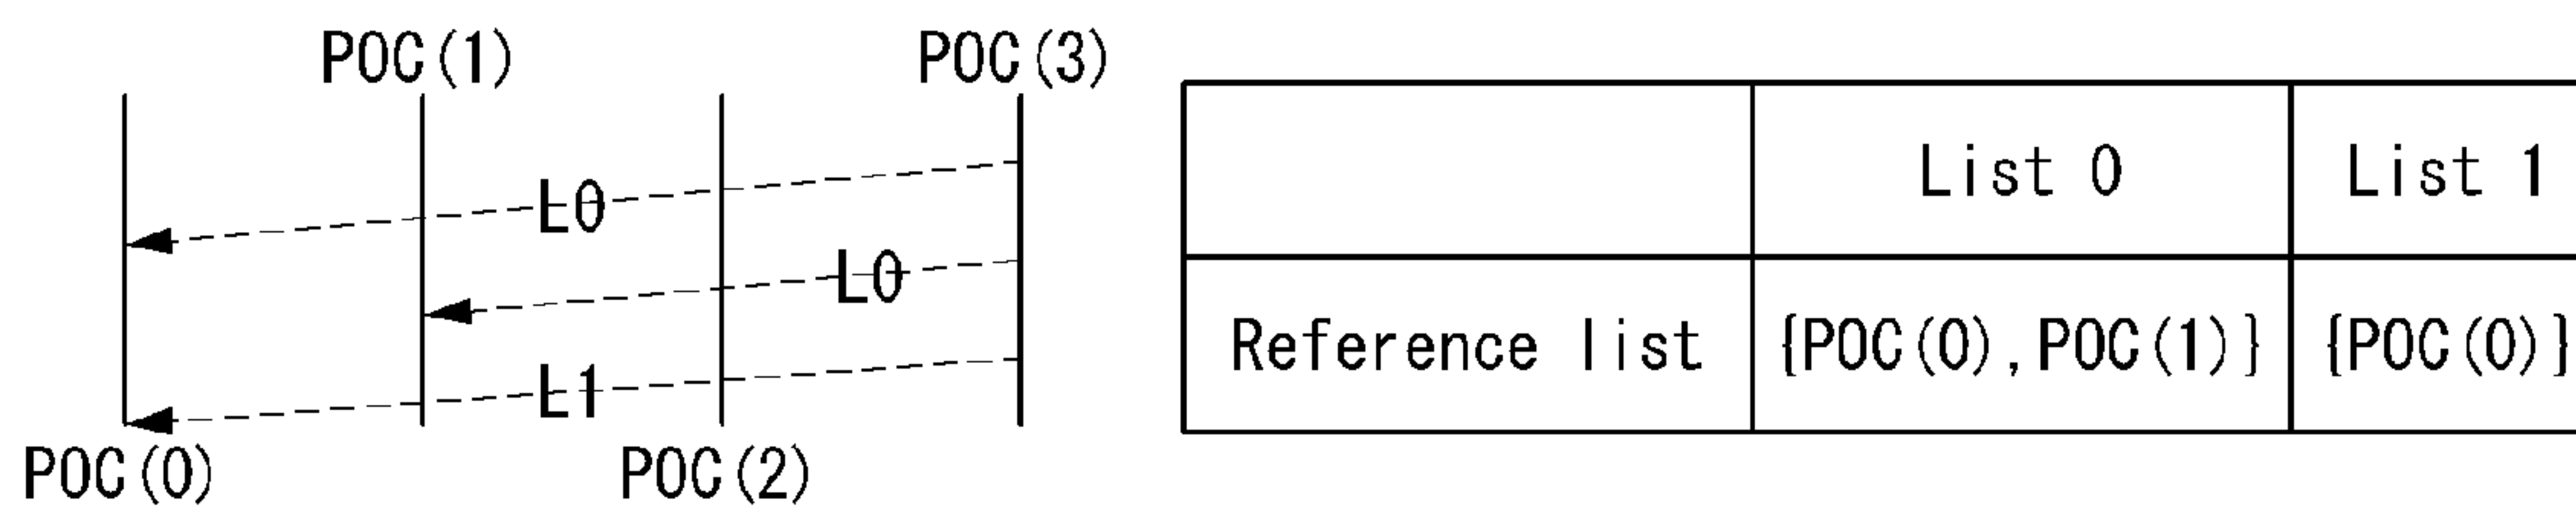 POC(1) POC(3)
L0
L0
L1
POC(0) POC(2)
List 0 List 1
Reference list {POC(0),POC(1)} {POC(0)}